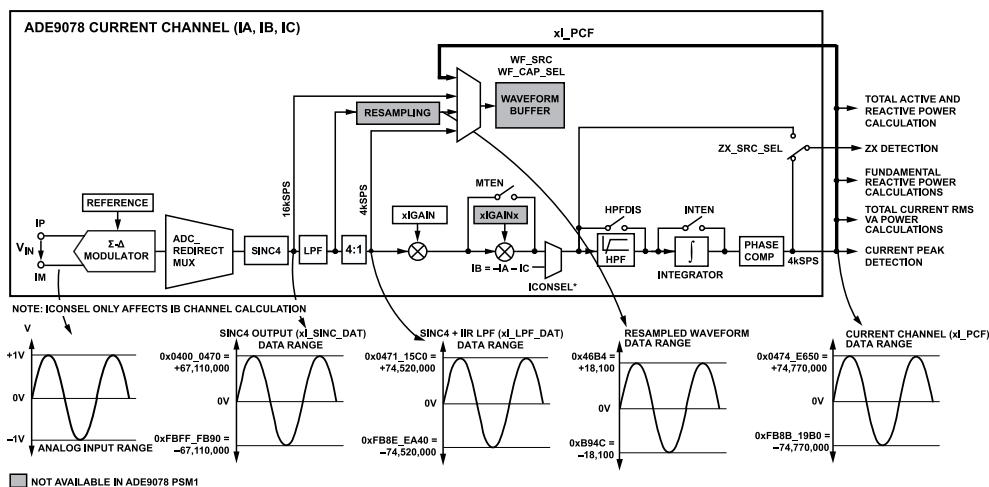 ADE9078 CURRENT CHANNEL (IA, IB, IC)
xI_PCF
WF_SRC
WF_CAP_SEL
RESAMPLING
WAVEFORM
BUFFER
TOTAL ACTIVE AND
REACTIVE POWER
CALCULATION
ZX_SRC_SEL
ZX DETECTION
16kSPS
4kSPS
MTEN
FUNDAMENTAL
REACTIVE POWER
CALCULATIONS
REFERENCE
xIGAIN
xIGAINx
HPFDIS
INTEN
TOTAL CURRENT RMS
VA POWER
CALCULATIONS
IP
VIN
IM
Σ-Δ
MODULATOR
ADC_
REDIRECT
MUX
SINC4
LPF
4:1
HPF
∫
INTEGRATOR
PHASE
COMP
4kSPS
CURRENT PEAK
DETECTION
IB = –IA – IC
ICONSEL*
NOTE: ICONSEL ONLY AFFECTS IB CHANNEL CALCULATION
V
+1V
0V
–1V
ANALOG INPUT RANGE
SINC4 OUTPUT (xI_SINC_DAT)
DATA RANGE
0x0400_0470 =
+67,110,000
0V
0xFBFF_FB90 =
–67,110,000
SINC4 + IIR LPF (xI_LPF_DAT)
DATA RANGE
0x0471_15C0 =
+74,520,000
0V
0xFB8E_EA40 =
–74,520,000
RESAMPLED WAVEFORM
DATA RANGE
0x46B4 =
+18,100
0V
0xB94C =
–18,100
CURRENT CHANNEL (xI_PCF)
DATA RANGE
0x0474_E650 =
+74,770,000
0V
0xFB8B_19B0 =
–74,770,000
NOT AVAILABLE IN ADE9078 PSM1